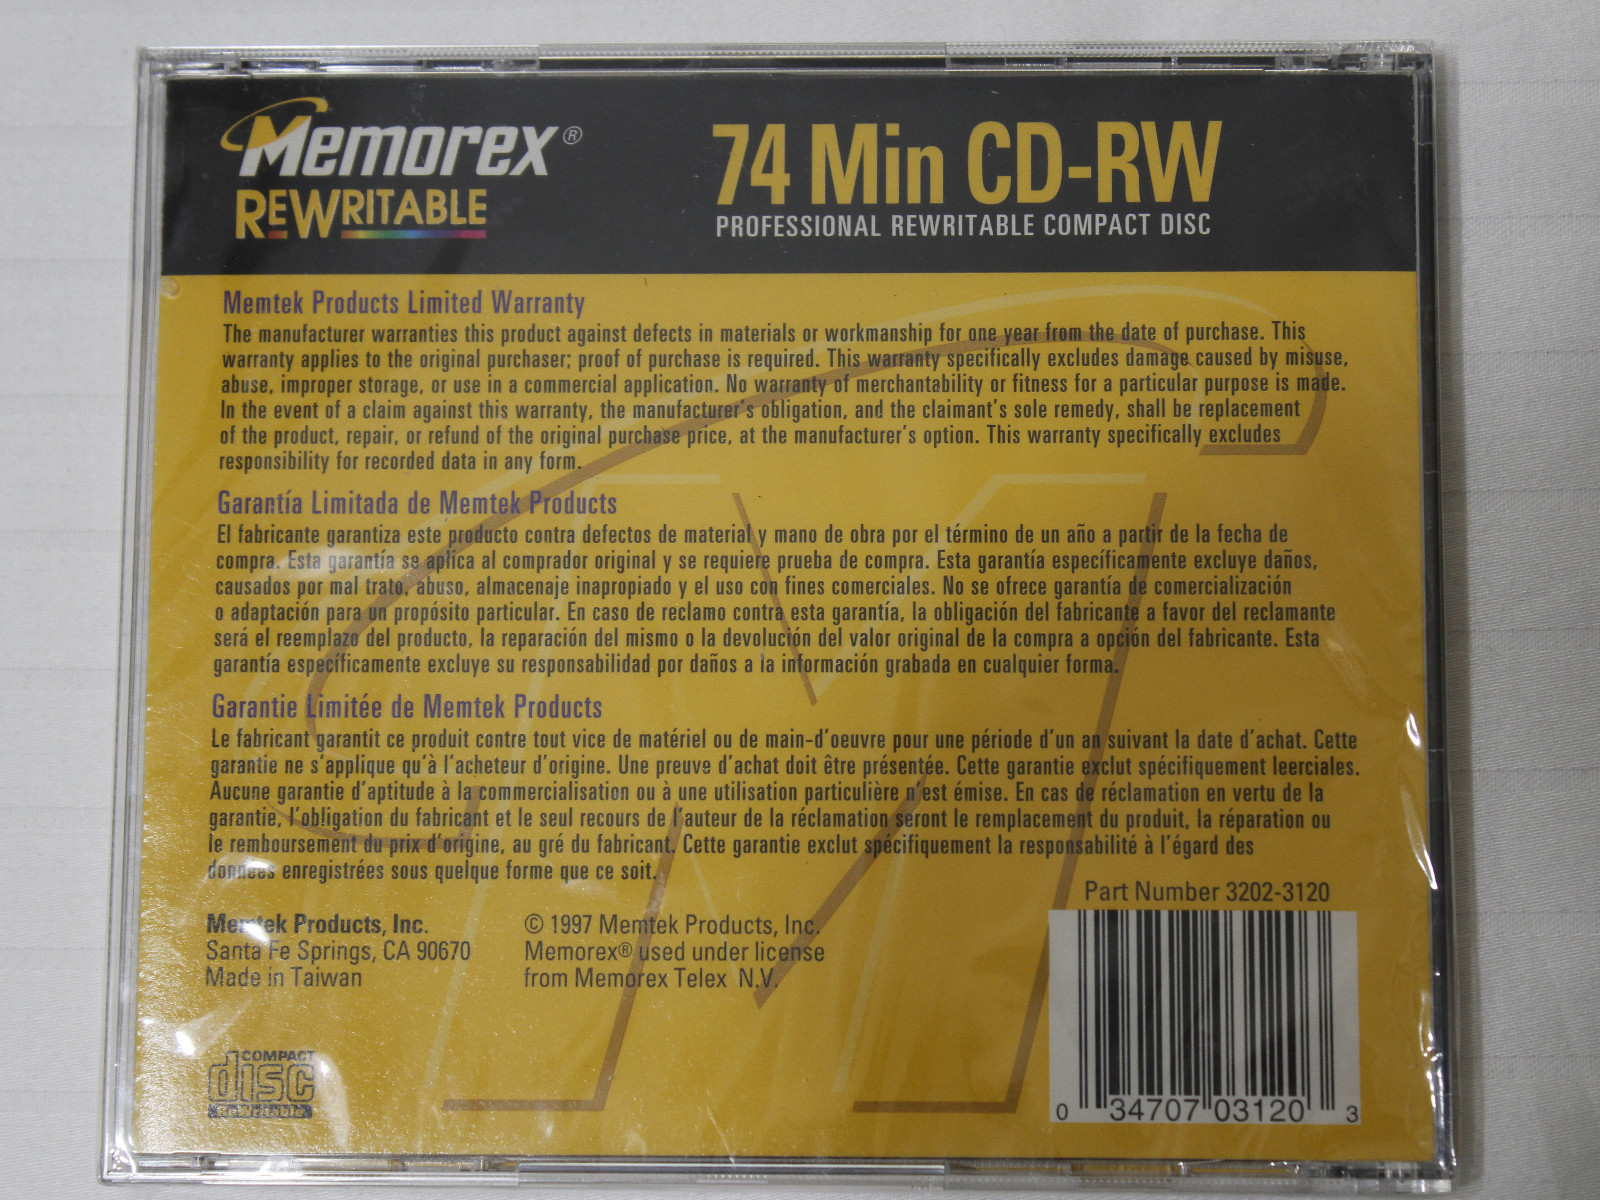 Memorex®
REWRITABLE
74 Min CD-RW
PROFESSIONAL REWRITABLE COMPACT DISC
Memtek Products Limited Warranty
The manufacturer warranties this product against defects in materials or workmanship for one year from the date of purchase. This
warranty applies to the original purchaser; proof of purchase is required. This warranty specifically excludes damage caused by misuse,
abuse, improper storage, or use in a commercial application. No warranty of merchantability or fitness for a particular purpose is made.
In the event of a claim against this warranty, the manufacturer's obligation, and the claimant's sole remedy, shall be replacement
of the product, repair, or refund of the original purchase price, at the manufacturer's option. This warranty specifically excludes
responsibility for recorded data in any form.
Garantía Limitada de Memtek Products
El fabricante garantiza este producto contra defectos de material y mano de obra por el término de un año a partir de la fecha de
compra. Esta garantía se aplica al comprador original y se requiere prueba de compra. Esta garantía específicamente excluye daños,
causados por mal trato, abuso, almacenaje inapropiado y el uso con fines comerciales. No se ofrece garantía de comercialización
o adaptación para un propósito particular. En caso de reclamo contra esta garantía, la obligación del fabricante a favor del reclamante
será el reemplazo del producto, la reparación del mismo o la devolución del valor original de la compra a opción del fabricante. Esta
garantía específicamente excluye su responsabilidad por daños a la información grabada en cualquier forma.
Garantie Limitée de Memtek Products
Le fabricant garantit ce produit contre tout vice de matériel ou de main-d'oeuvre pour une période d'un an suivant la date d'achat. Cette
garantie ne s'applique qu'à l'acheteur d'origine. Une preuve d'achat doit être présentée. Cette garantie exclut spécifiquement leerciales.
Aucune garantie d'aptitude à la commercialisation ou à une utilisation particulière n'est émise. En cas de réclamation en vertu de la
garantie, l'obligation du fabricant et le seul recours de l'auteur de la réclamation seront le remplacement du produit, la réparation ou
le remboursement du prix d'origine, au gré du fabricant. Cette garantie exclut spécifiquement la responsabilité à l'égard des
données enregistrées sous quelque forme que ce soit.
Part Number 3202-3120
Memtek Products, Inc.
Santa Fe Springs, CA 90670
Made in Taiwan
© 1997 Memtek Products, Inc.
Memorex® used under license
from Memorex Telex N.V.
COMPACT
disc
ReWritable
0 34707 03120 3